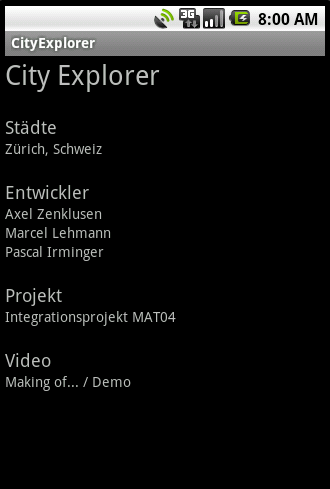 3G 8:00 AM
CityExplorer
City Explorer
Städte
Zürich, Schweiz
Entwickler
Axel Zenklusen
Marcel Lehmann
Pascal Irminger
Projekt
Integrationsprojekt MAT04
Video
Making of... / Demo